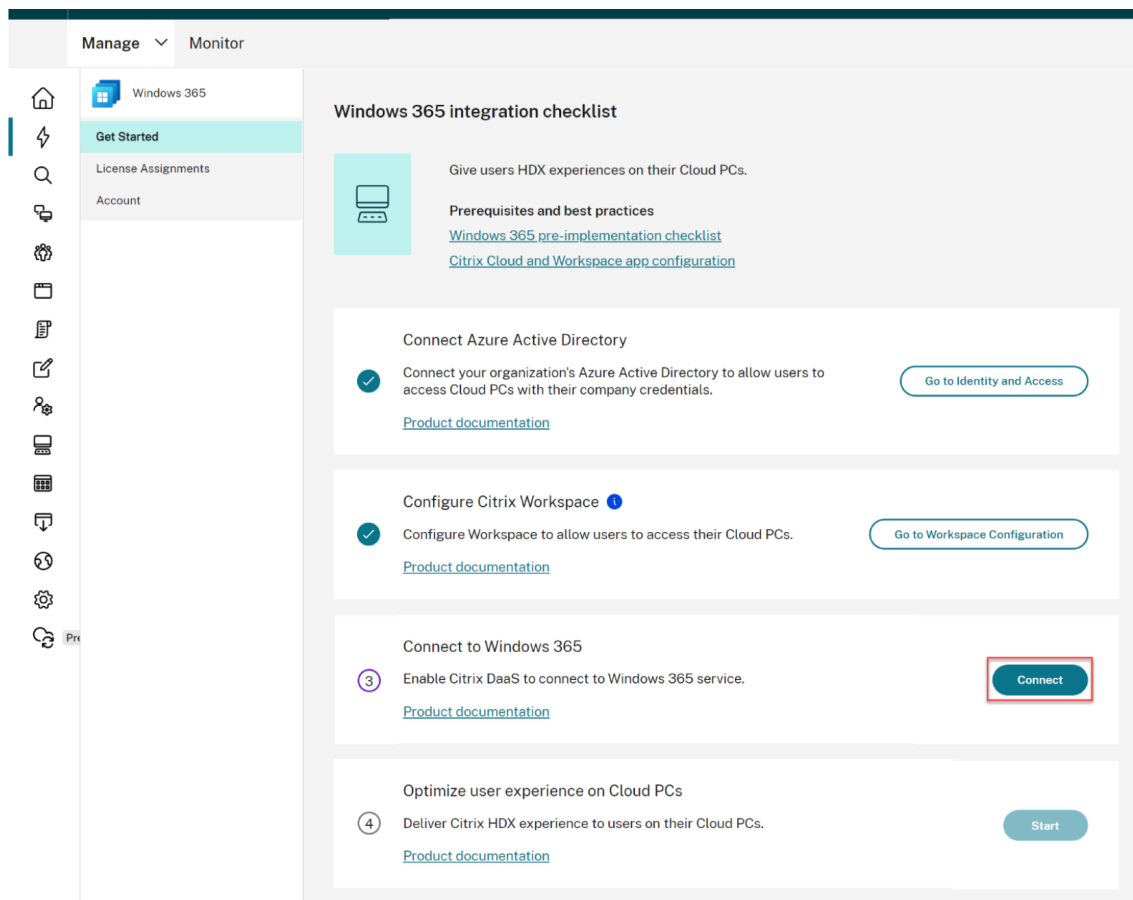 Manage
Monitor
Windows 365
Get Started
License Assignments
Account
Windows 365 integration checklist
Give users HDX experiences on their Cloud PCs.
Prerequisites and best practices
Windows 365 pre-implementation checklist
Citrix Cloud and Workspace app configuration
Connect Azure Active Directory
Connect your organization's Azure Active Directory to allow users to
access Cloud PCs with their company credentials.
Product documentation
Go to Identity and Access
Configure Citrix Workspace
Configure Workspace to allow users to access their Cloud PCs.
Product documentation
Go to Workspace Configuration
Connect to Windows 365
3
Enable Citrix DaaS to connect to Windows 365 service.
Product documentation
Connect
Optimize user experience on Cloud PCs
4
Deliver Citrix HDX experience to users on their Cloud PCs.
Product documentation
Start